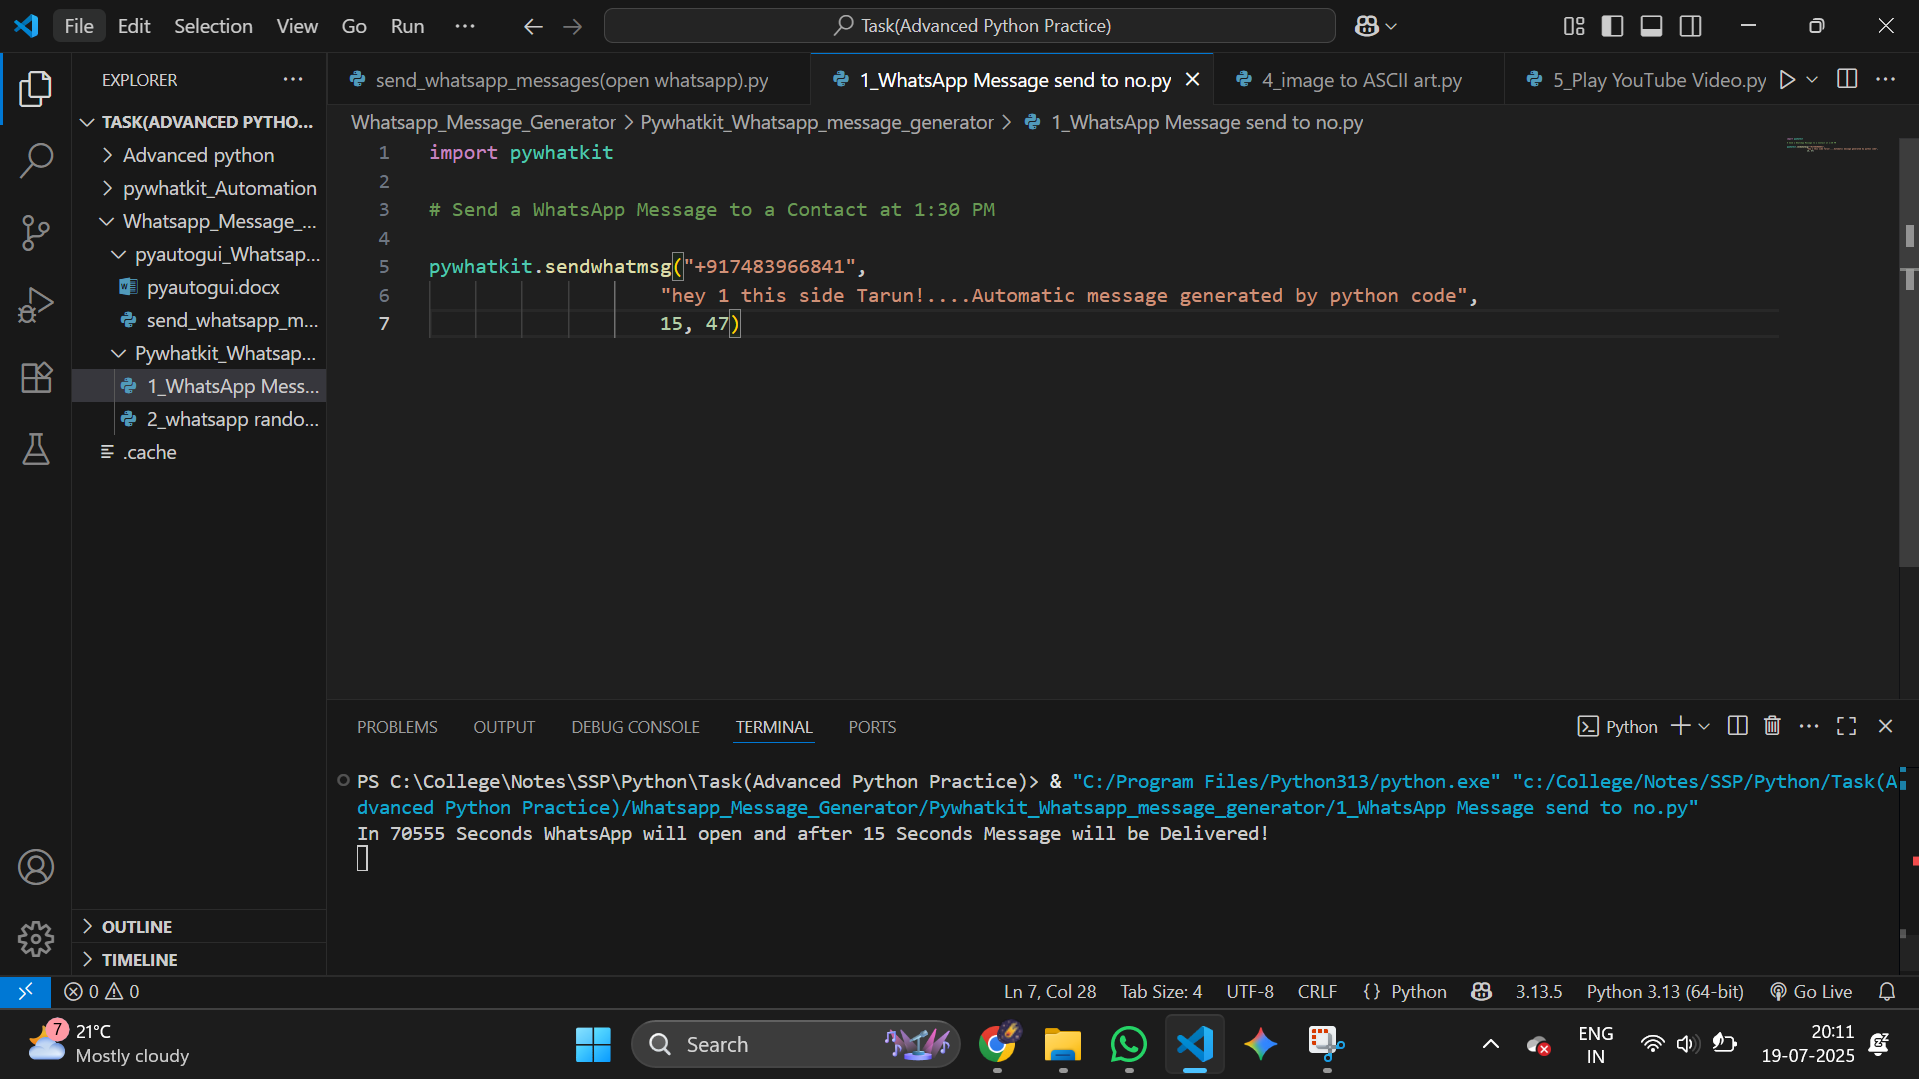 File Edit Selection View Go Run ··· Task(Advanced Python Practice)
EXPLORER ···
TASK(ADVANCED PYTHO...
Advanced python
pywhatkit_Automation
Whatsapp_Message_...
pyautogui_Whatsap...
pyautogui.docx
send_whatsapp_m...
Pywhatkit_Whatsap...
1_WhatsApp Mess...
2_whatsapp rando...
.cache
OUTLINE
TIMELINE
send_whatsapp_messages(open whatsapp).py 1_WhatsApp Message send to no.py 4_image to ASCII art.py 5_Play YouTube Video.py
Whatsapp_Message_Generator > Pywhatkit_Whatsapp_message_generator > 1_WhatsApp Message send to no.py
1 import pywhatkit
2
3 # Send a WhatsApp Message to a Contact at 1:30 PM
4
5 pywhatkit.sendwhatmsg("+917483966841",
6 "hey 1 this side Tarun!....Automatic message generated by python code",
7 15, 47)
PROBLEMS OUTPUT DEBUG CONSOLE TERMINAL PORTS Python
PS C:\College\Notes\SSP\Python\Task(Advanced Python Practice)> & "C:/Program Files/Python313/python.exe" "c:/College/Notes/SSP/Python/Task(A
dvanced Python Practice)/Whatsapp_Message_Generator/Pywhatkit_Whatsapp_message_generator/1_WhatsApp Message send to no.py"
In 70555 Seconds WhatsApp will open and after 15 Seconds Message will be Delivered!
0 0 Ln 7, Col 28 Tab Size: 4 UTF-8 CRLF {} Python 3.13.5 Python 3.13 (64-bit) Go Live
7 21°C
Mostly cloudy
Search
ENG
IN
20:11
19-07-2025